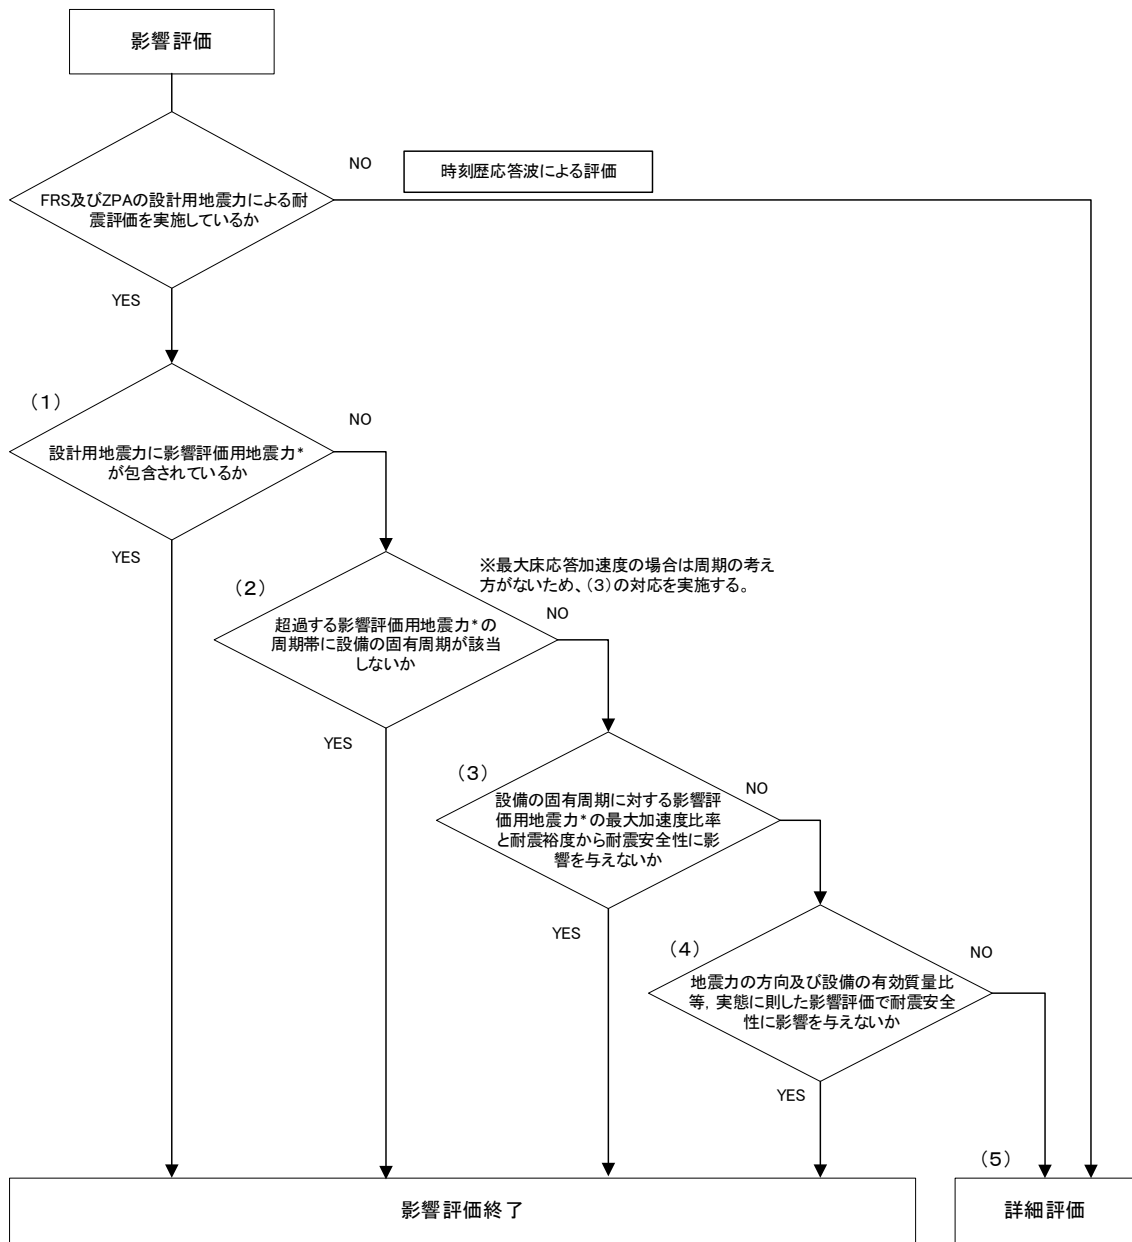 影響評価
NO
時刻歴応答波による評価
FRS及びZPAの設計用地震力による耐
震評価を実施しているか
YES
(1)
NO
設計用地震力に影響評価用地震力*
が包含されているか
YES
※最大床応答加速度の場合は周期の考え
方がないため、(3)の対応を実施する。
(2)
NO
超過する影響評価用地震力*の
周期帯に設備の固有周期が該当
しないか
YES
(3)
NO
設備の固有周期に対する影響評
価用地震力*の最大加速度比率
と耐震裕度から耐震安全性に影
響を与えないか
YES
(4)
NO
地震力の方向及び設備の有効質量比
等，実態に則した影響評価で耐震安全
性に影響を与えないか
YES
(5)
影響評価終了
詳細評価